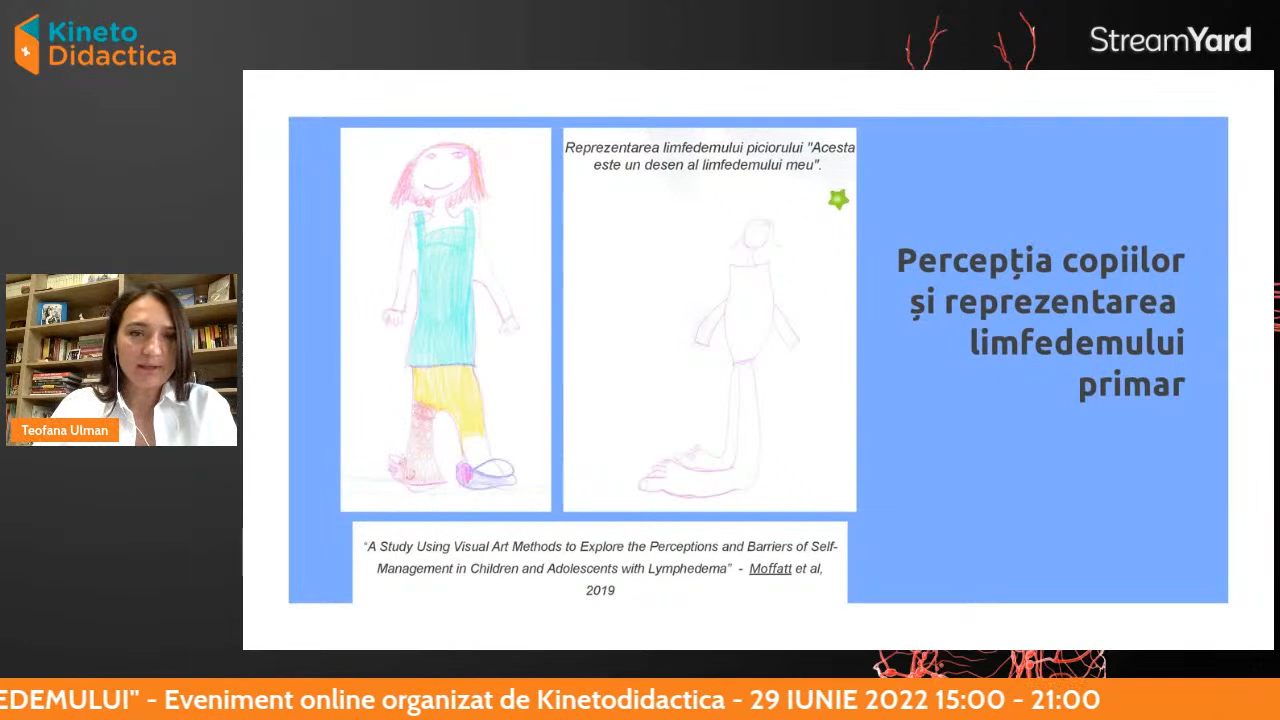 Kineto
Didactica
StreamYard
Reprezentarea limfedemului piciorului "Acesta
este un desen al limfedemului meu".
Percepția copiilor
și reprezentarea
limfedemului
primar
Teofana Ulman
"A Study Using Visual Art Methods to Explore the Perceptions and Barriers of Self-
Management in Children and Adolescents with Lymphedema" - Moffatt et al,
2019
EDEMULUI" - Eveniment online organizat de Kinetodidactica - 29 IUNIE 2022 15:00 - 21:00